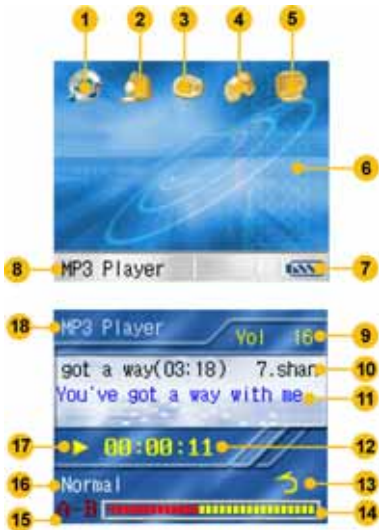 1 2 3 4 5
6
8 MP3 Player 7
18 MP3 Player Vol 16 9
got a way(03:18) 7.shan 10
You've got a way with me 11
17 00:00:11 12
16 Normal 13
15 A-B 14